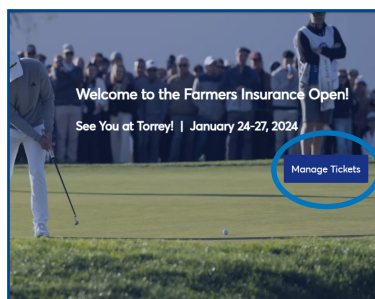 Welcome to the Farmers Insurance Open!
See You at Torrey! | January 24-27, 2024
Manage Tickets